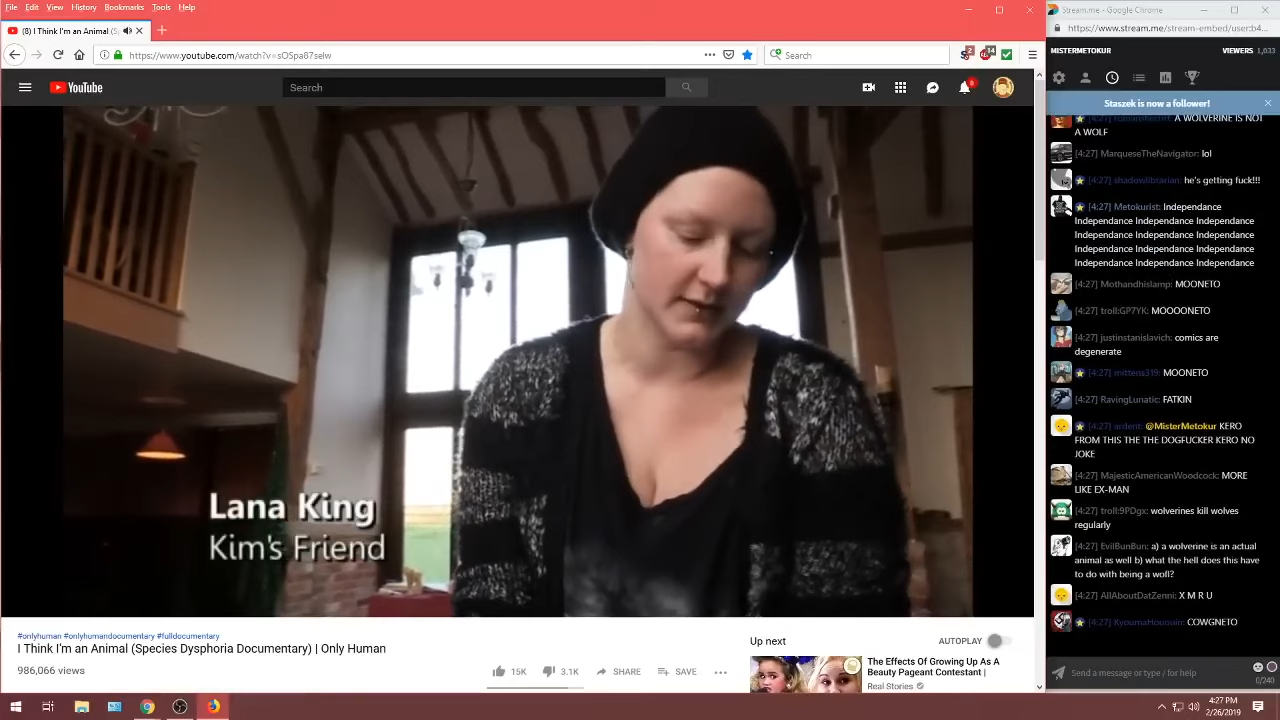 File Edit View History Bookmarks Tools Help
(8) I Think I'm an Animal (S
https://www.youtube.com/watch?v=sOSpa87selw
Search
2
14
YouTube
Search
8
Lana King
Kim's Friend
#onlyhuman #onlyhumandocumentary #fulldocumentary
I Think I'm an Animal (Species Dysphoria Documentary) | Only Human
986,066 views
15K
3.1K
SHARE
SAVE
Up next
AUTOPLAY
The Effects Of Growing Up As A
Beauty Pageant Contestant |
Real Stories
Stream.me - Google Chrome
https://www.stream.me/stream-embed/user:b4...
MISTERMETOKUR
VIEWERS 1,033
Staszek is now a follower!
A WOLVERINE IS NOT
A WOLF
[4:27] MarqueseTheNavigator: lol
[4:27] shadowlibrarian: he's getting fuck!!!
[4:27] Metokurist: Independance
Independance Independance Independance
Independance Independance Independance
Independance Independance Independance
Independance Independance Independance
[4:27] Mothandhislamp: MOONETO
[4:27] troll:GP7YK: MOOOONETO
[4:27] justinstanislavich: comics are
degenerate
[4:27] mittens319: MOONETO
[4:27] RavingLunatic: FATKIN
[4:27] ardent: @MisterMetokur KERO
FROM THIS THE THE DOGFUCKER KERO NO
JOKE
[4:27] MajesticAmericanWoodcock: MORE
LIKE EX-MAN
[4:27] troll:9PDgx: wolverines kill wolves
regularly
[4:27] EvilBunBun: a) a wolverine is an actual
animal as well b) what the hell does this have
to do with being a wofl?
[4:27] AllAboutDatZenni: X M R U
[4:27] KyoumaHououin: COWGNETO
Send a message or type / for help
0/240
4:27 PM
2/26/2019